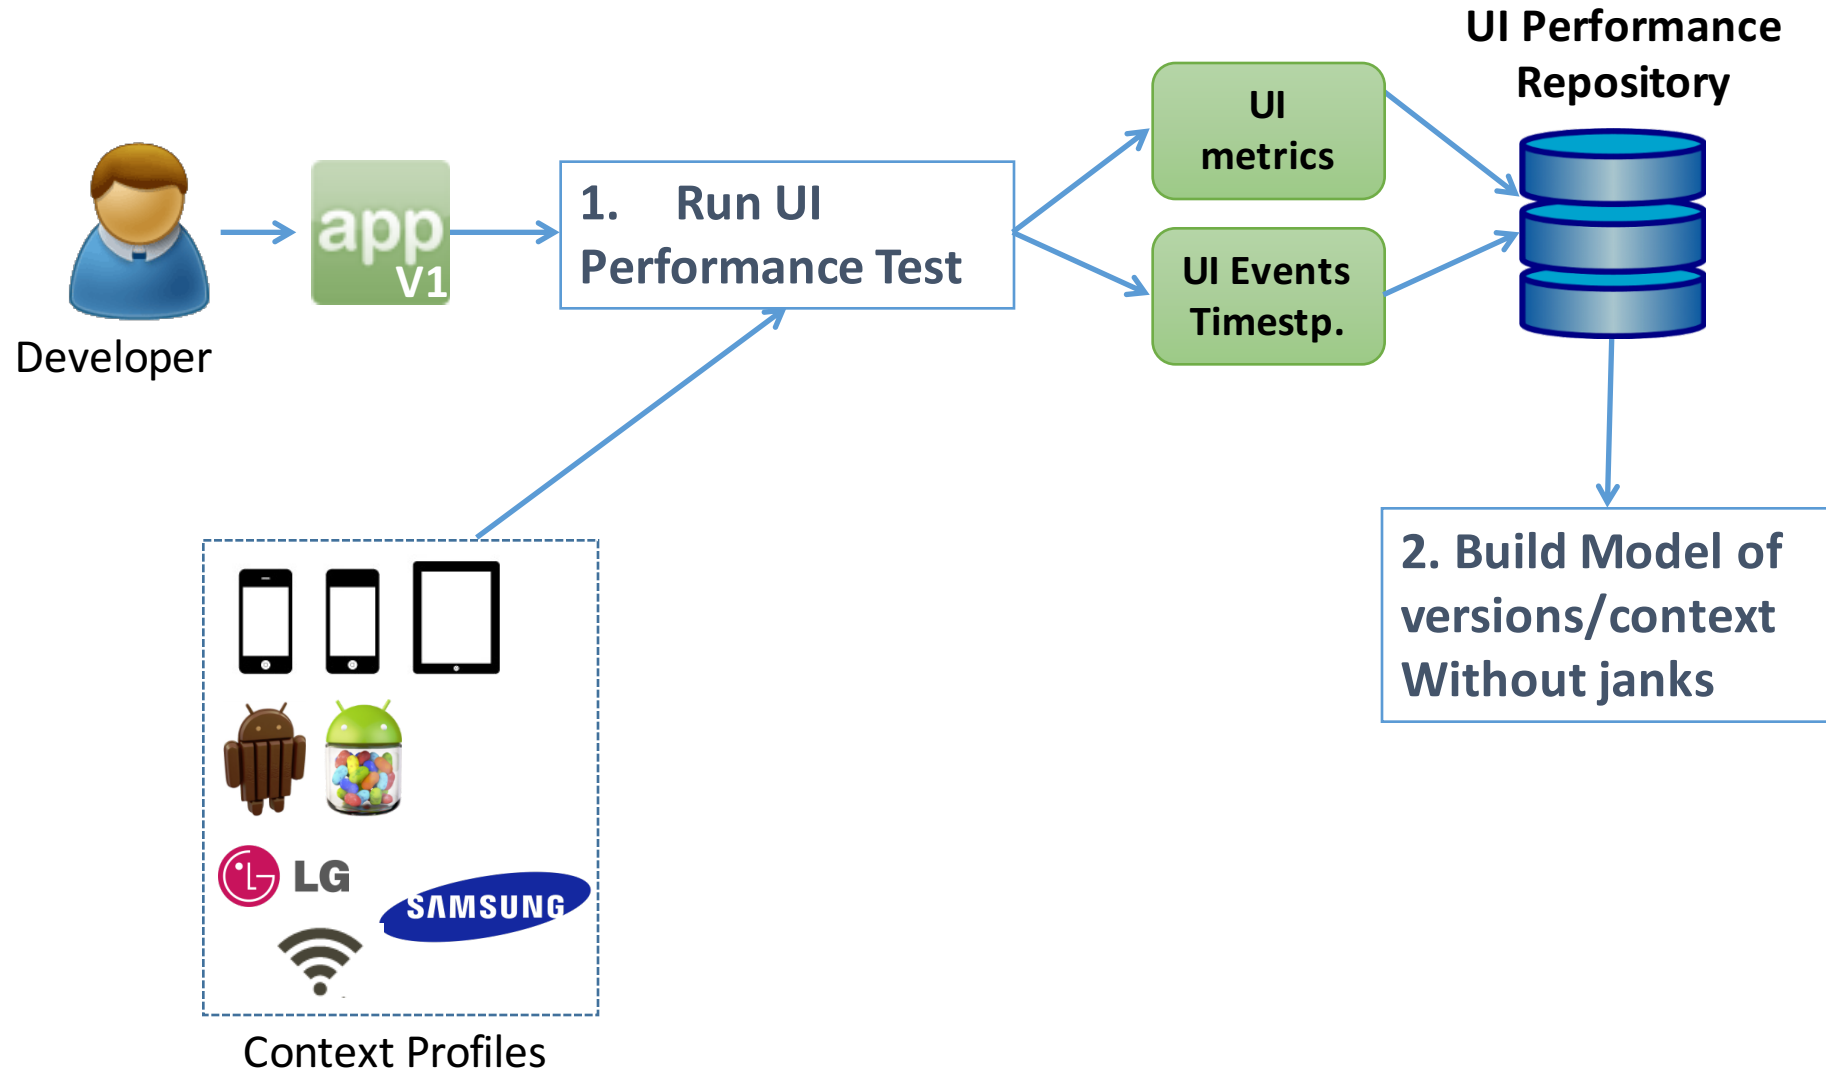 UI Performance
Repository
UI
metrics
app
V1
1. Run UI
Performance Test
UI Events
Timestp.
Developer
2. Build Model of
versions/context
Without janks
LG
SAMSUNG
Context Profiles